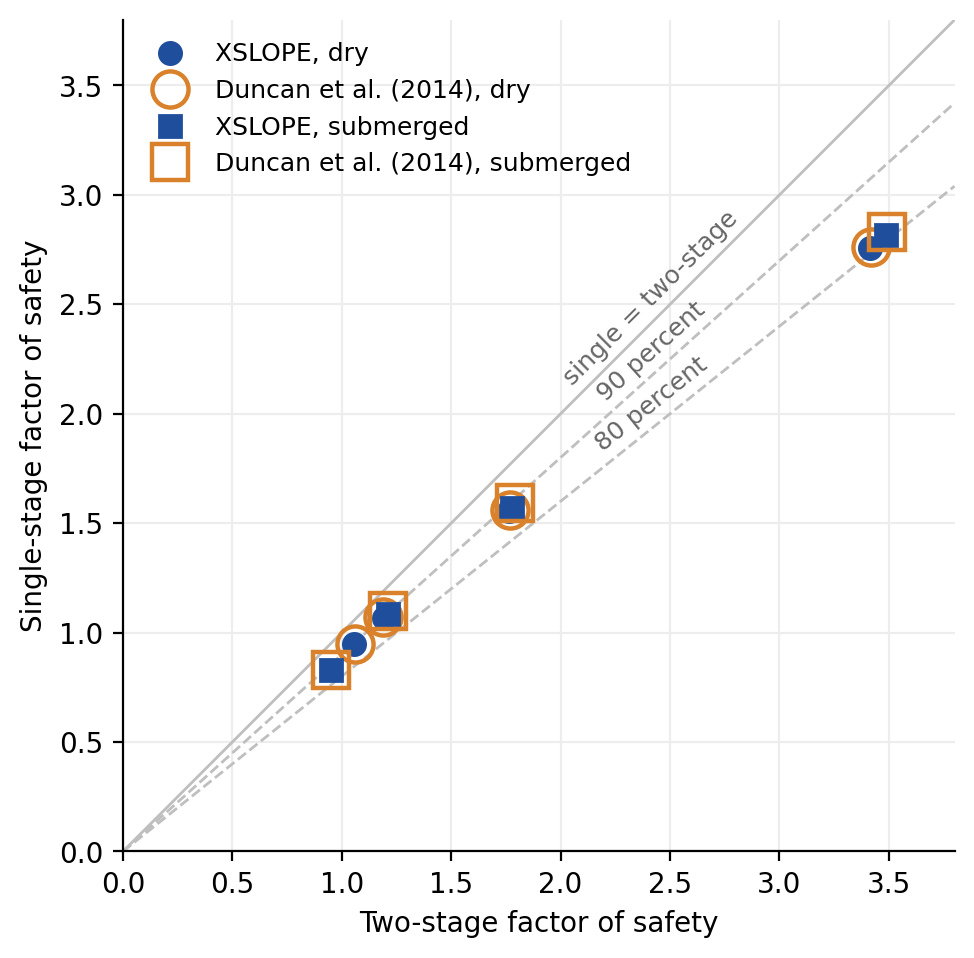 XSLOPE, dry
Duncan et al. (2014), dry
XSLOPE, submerged
Duncan et al. (2014), submerged
single = two-stage
90 percent
80 percent
Single-stage factor of safety
3.5
3.0
2.5
2.0
1.5
1.0
0.5
0.0
0.0 0.5 1.0 1.5 2.0 2.5 3.0 3.5
Two-stage factor of safety